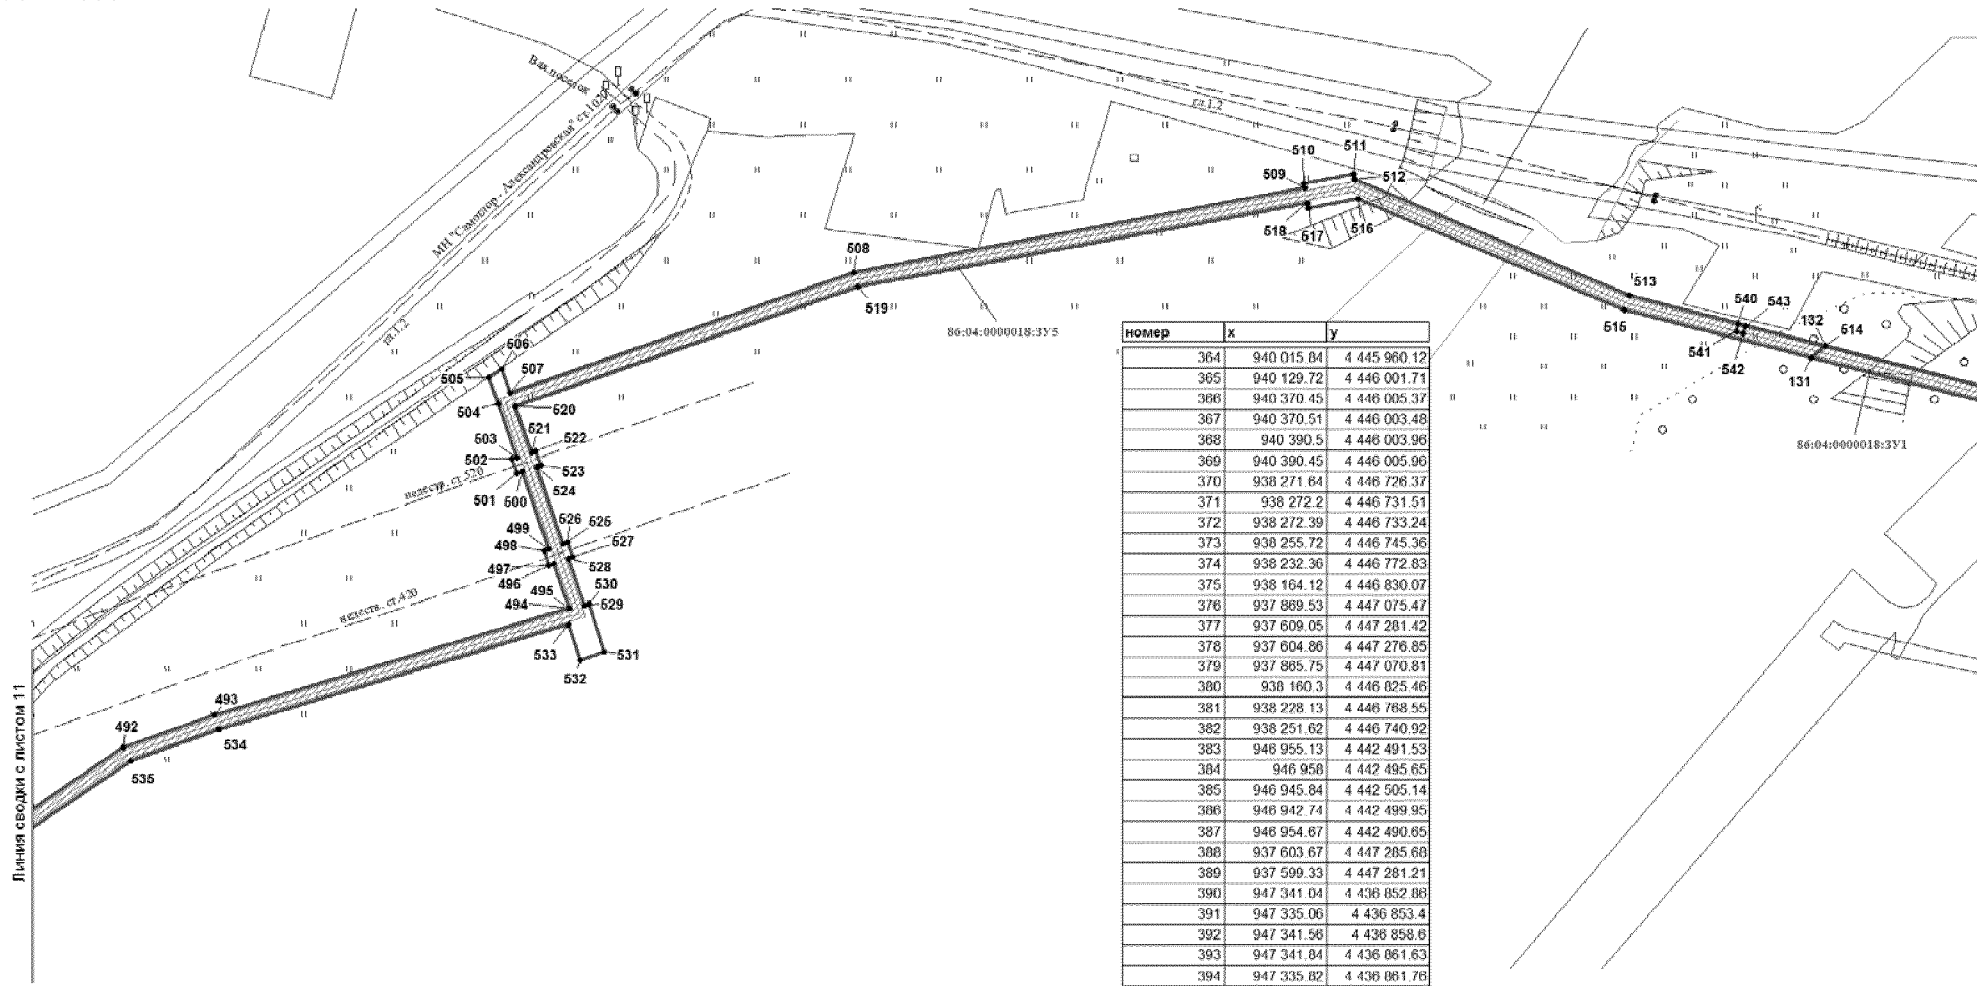 Вах.поселок
МН "Самотлор - Александровская" ст.1020
гл.1.2
гл.1.2
510
511
509
512
518
517
516
508
519
86:04:0000018:ЗУ5
513
515
540
543
132
514
541
542
131
86:04:0000018:ЗУ1
506
505
507
504
520
521
503
522
502
523
501
500
524
недейств. ст.520
526
525
499
527
498
497
528
496
495
530
494
529
недейств. ст.420
533
531
532
493
492
534
535
Линия сводки с листом 11
номер x y
364 940 015.84 4 445 960.12
365 940 129.72 4 446 001.71
366 940 370.45 4 446 005.37
367 940 370.51 4 446 003.48
368 940 390.5 4 446 003.96
369 940 390.45 4 446 005.96
370 938 271.64 4 446 726.37
371 938 272.2 4 446 731.51
372 938 272.39 4 446 733.24
373 938 255.72 4 446 745.36
374 938 232.36 4 446 772.83
375 938 164.12 4 446 830.07
376 937 869.53 4 447 075.47
377 937 609.05 4 447 281.42
378 937 604.86 4 447 276.85
379 937 865.75 4 447 070.81
380 938 160.3 4 446 825.46
381 938 228.13 4 446 768.55
382 938 251.62 4 446 740.92
383 946 955.13 4 442 491.53
384 946 958 4 442 495.65
385 946 945.84 4 442 505.14
386 946 942.74 4 442 499.95
387 946 954.67 4 442 490.65
388 937 603.67 4 447 285.68
389 937 599.33 4 447 281.21
390 947 341.04 4 436 852.86
391 947 335.06 4 436 853.4
392 947 341.56 4 436 858.6
393 947 341.84 4 436 861.63
394 947 335.82 4 436 861.76